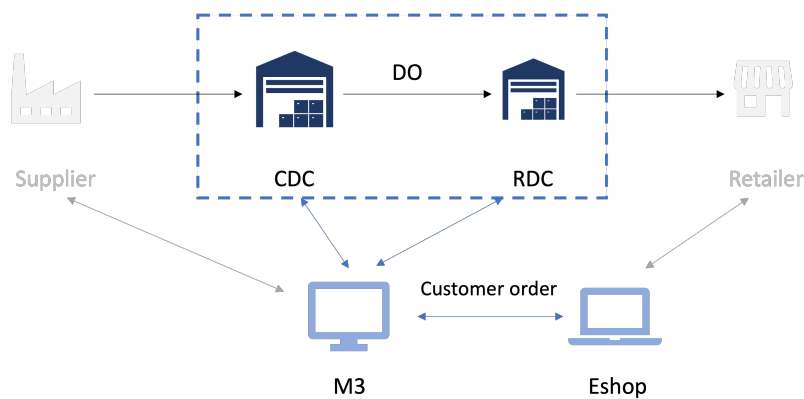 DO
Supplier
CDC
RDC
Retailer
Customer order
M3
Eshop